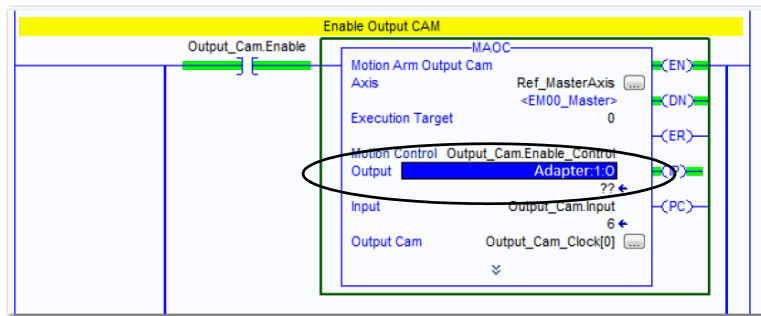 Enable Output CAM
Output_Cam.Enable
MAOC
Motion Arm Output Cam
Axis Ref_MasterAxis ...
<EM00_Master>
Execution Target 0
Motion Control Output_Cam.Enable_Control
Output Adapter:1:O
??
Input Output_Cam.Input
6
Output Cam Output_Cam_Clock[0] ...
EN
DN
ER
IP
PC